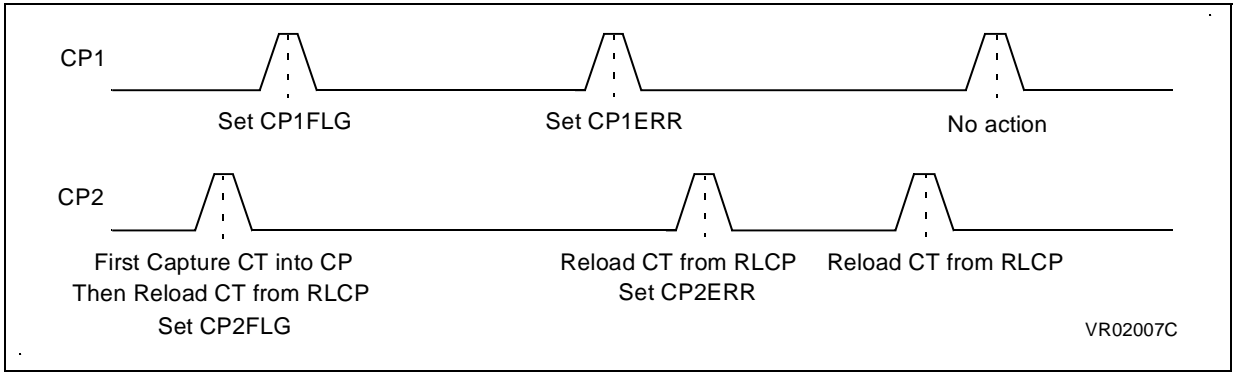 CP1
Set CP1FLG
Set CP1ERR
No action
CP2
First Capture CT into CP
Then Reload CT from RLCP
Set CP2FLG
Reload CT from RLCP
Set CP2ERR
Reload CT from RLCP
VR02007C